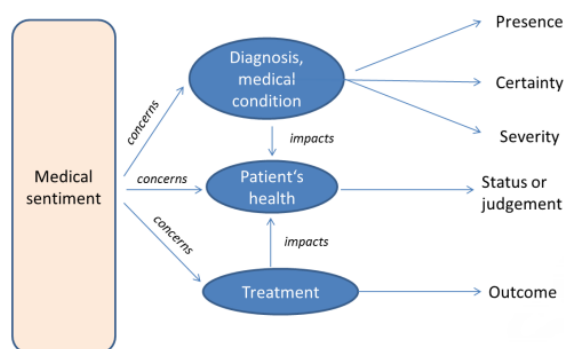 Medical
sentiment
concerns
concerns
concerns
Diagnosis,
medical
condition
impacts
Patient's
health
impacts
Treatment
Presence
Certainty
Severity
Status or
judgement
Outcome